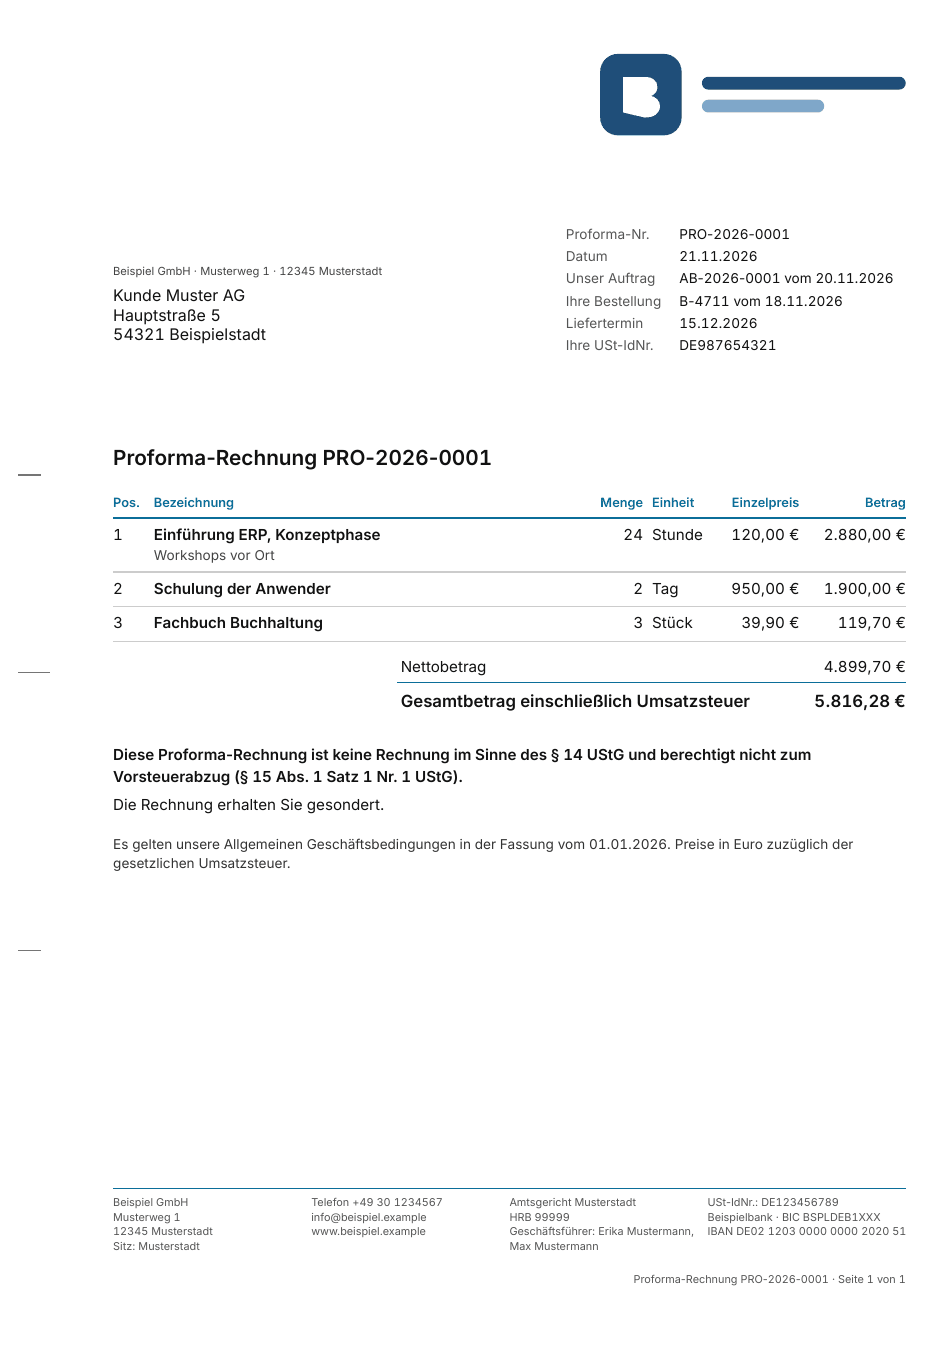 B
Proforma-Nr. PRO-2026-0001
Datum 21.11.2026
Unser Auftrag AB-2026-0001 vom 20.11.2026
Ihre Bestellung B-4711 vom 18.11.2026
Liefertermin 15.12.2026
Ihre USt-IdNr. DE987654321
Beispiel GmbH · Musterweg 1 · 12345 Musterstadt
Kunde Muster AG
Hauptstraße 5
54321 Beispielstadt
Proforma-Rechnung PRO-2026-0001
Pos. Bezeichnung Menge Einheit Einzelpreis Betrag
1 Einführung ERP, Konzeptphase 24 Stunde 120,00 € 2.880,00 €
Workshops vor Ort
2 Schulung der Anwender 2 Tag 950,00 € 1.900,00 €
3 Fachbuch Buchhaltung 3 Stück 39,90 € 119,70 €
Nettobetrag 4.899,70 €
Gesamtbetrag einschließlich Umsatzsteuer 5.816,28 €
Diese Proforma-Rechnung ist keine Rechnung im Sinne des § 14 UStG und berechtigt nicht zum
Vorsteuerabzug (§ 15 Abs. 1 Satz 1 Nr. 1 UStG).
Die Rechnung erhalten Sie gesondert.
Es gelten unsere Allgemeinen Geschäftsbedingungen in der Fassung vom 01.01.2026. Preise in Euro zuzüglich der
gesetzlichen Umsatzsteuer.
Beispiel GmbH
Musterweg 1
12345 Musterstadt
Sitz: Musterstadt
Telefon +49 30 1234567
info@beispiel.example
www.beispiel.example
Amtsgericht Musterstadt
HRB 99999
Geschäftsführer: Erika Mustermann,
Max Mustermann
USt-IdNr.: DE123456789
Beispielbank · BIC BSPLDEB1XXX
IBAN DE02 1203 0000 0000 2020 51
Proforma-Rechnung PRO-2026-0001 · Seite 1 von 1